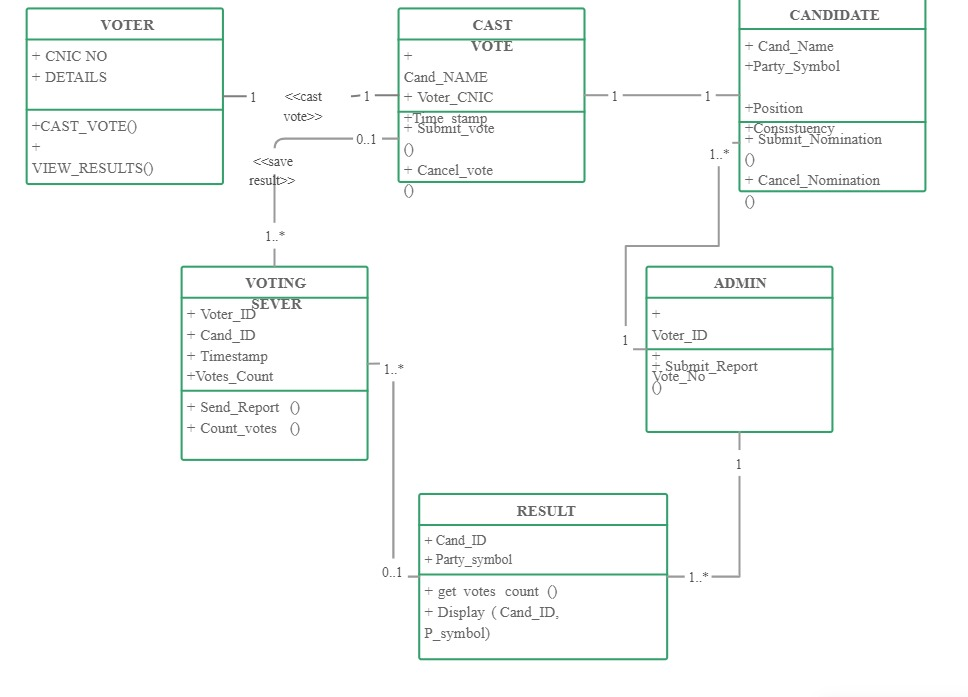 VOTER
+ CNIC NO
+ DETAILS
+CAST_VOTE()
+
VIEW_RESULTS()
1
<<cast
vote>>
1
CAST
VOTE
+
Cand_NAME
+ Voter_CNIC
+Time_stamp
+ Submit_vote
()
+ Cancel_vote
()
1
1
CANDIDATE
+ Cand_Name
+Party_Symbol
+Position
+Consistuency
+ Submit_Nomination
()
+ Cancel_Nomination
()
0..1
<<save
result>>
1..*
1..*
1
VOTING
SEVER
+ Voter_ID
+ Cand_ID
+ Timestamp
+Votes_Count
+ Send_Report ()
+ Count_votes ()
1..*
0..1
ADMIN
+
Voter_ID
+
Vote_No
+ Submit_Report
()
1
1..*
RESULT
+ Cand_ID
+ Party_symbol
+ get votes count ()
+ Display ( Cand_ID,
P_symbol)